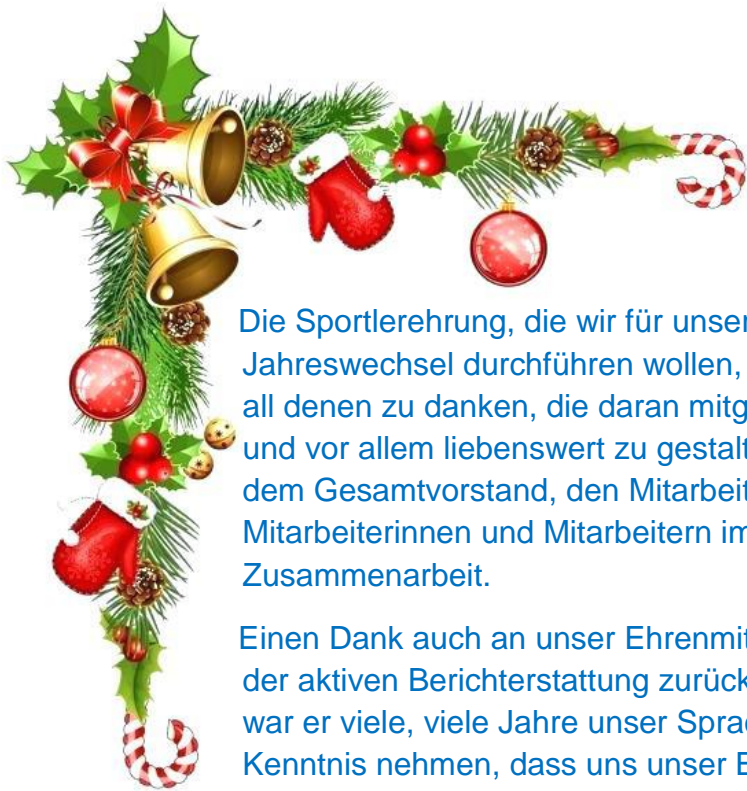 Die Sportlerehrung, die wir für unser
Jahreswechsel durchführen wollen,
all denen zu danken, die daran mitg
und vor allem liebenswert zu gestalt
dem Gesamtvorstand, den Mitarbeit
Mitarbeiterinnen und Mitarbeitern im
Zusammenarbeit.
Einen Dank auch an unser Ehrenmit
der aktiven Berichterstattung zurück
war er viele, viele Jahre unser Sprac
Kenntnis nehmen, dass uns unser E